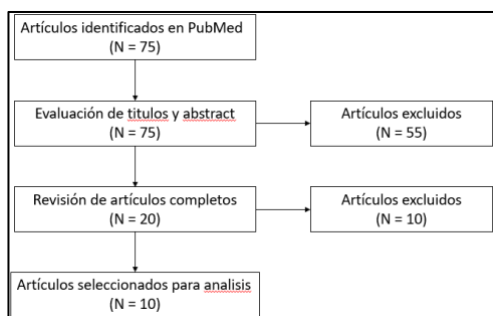 Artículos identificados en PubMed
(N = 75)
Evaluación de titulos y abstract
(N = 75)
Artículos excluidos
(N = 55)
Revisión de artículos completos
(N = 20)
Artículos excluidos
(N = 10)
Artículos seleccionados para analisis
(N = 10)